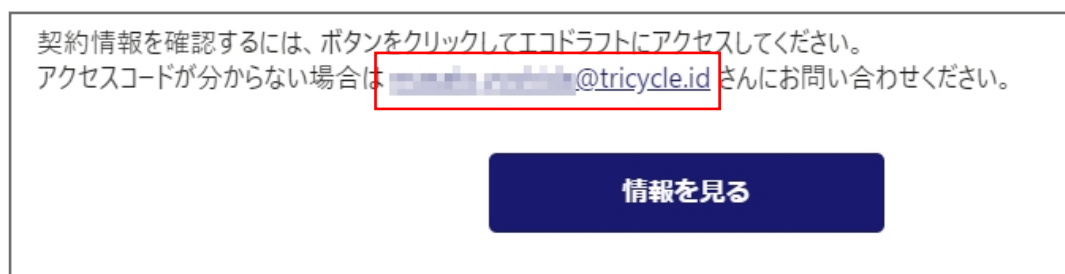 契約情報を確認するには、ボタンをクリックしてエコドラフトにアクセスしてください。
アクセスコードが分からない場合は @tricycle.id さんにお問い合わせください。
情報を見る